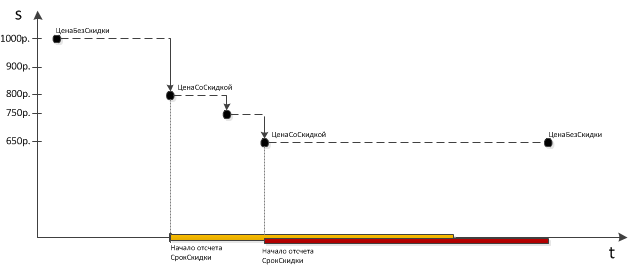 s
ЦенаБезСкидки
1000р.
900р.
800р.
ЦенаСоСкидкой
750р.
650р.
ЦенаСоСкидкой
ЦенаБезСкидки
Начало отсчета
СрокСкидки
Начало отсчета
СрокСкидки
t